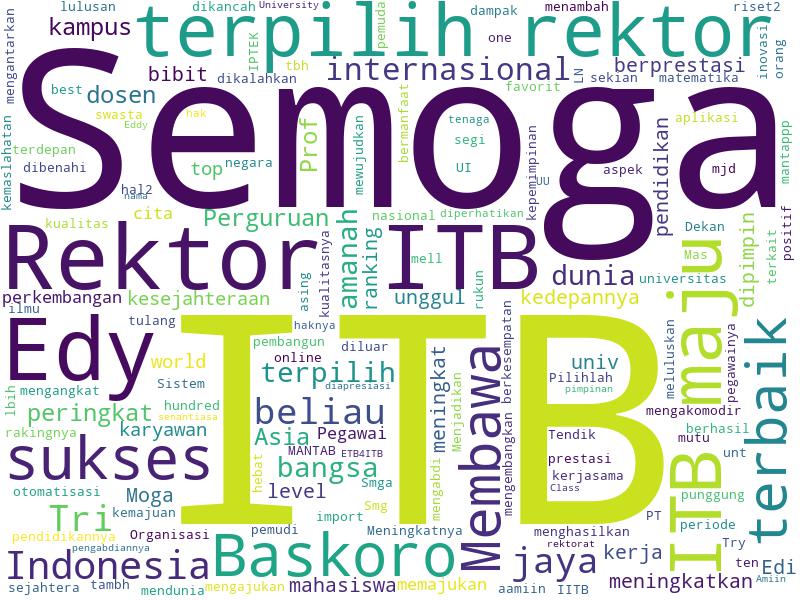 lulusan dikancah University pemuda dampak menambah riset2
mengantarkan kampus terpilih rektor one IPTEK tbh inovasi orang
bibit dikalahkan internasional LN sekian berprestasi matematika
best dosen favorit
Semoga
swasta Eddy nak Prof mewujudkan bermanfaat tenaga segi UI aplikasi mantappp
kemaslahatan terdepan dibenahi top negara kepemimpinan UU aspek mjd pendidikan
hal2 nama cita
kualitas Perguruan amanah ranking nasional diperhatikan Dekan dipimpin terkait positif
Rektor kualitasnya asing mell ITB rukun dunia Mas universitas
perkembangan kesejahteraan unggul kedepannya maju
ilmu
Edy tulang haknya
ITB
pembangun online diluar meningkat Menjadikan Membawa berkesempatan mengembangkan univ meluluskan pegawainya terbaik
world Sistem terpilih diapresiasi Pilihlah pimpinan
lbih mengangkat hundred senantiasa beliau mengakomodir
peringkat rakingnya karyawan Asia Pegawai Tendik mutu berhasil
sukses hebat MANTAB ETB4ITB bangsa mengabdi prestasi kerjasama unt
otomatisasi Moga level Smga Class ITB punggung
Tri kemajuan Smg import PT periode
pendidikannya Organisasi pemudi Meningkatnya menghasilkan Try
pengabdiannya Indonesia Baskoro rektorat jaya kerja ten Edi
sejahtera tambh mendunia mengajukan mahasiswa memajukan aamiin IITB meningkatkan Amiin